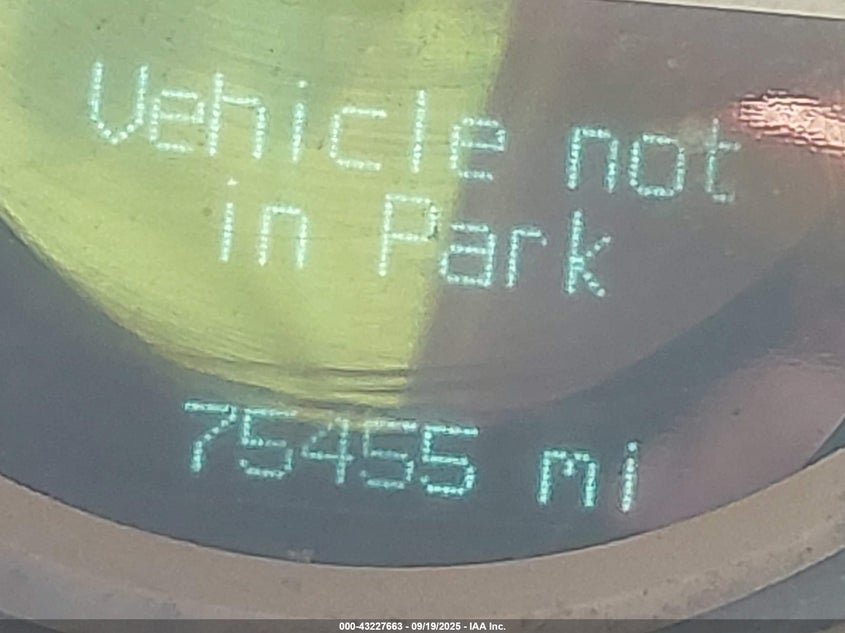 Vehicle not
in Park
75455 mi
000-43227663 - 09/19/2025 - IAA Inc.